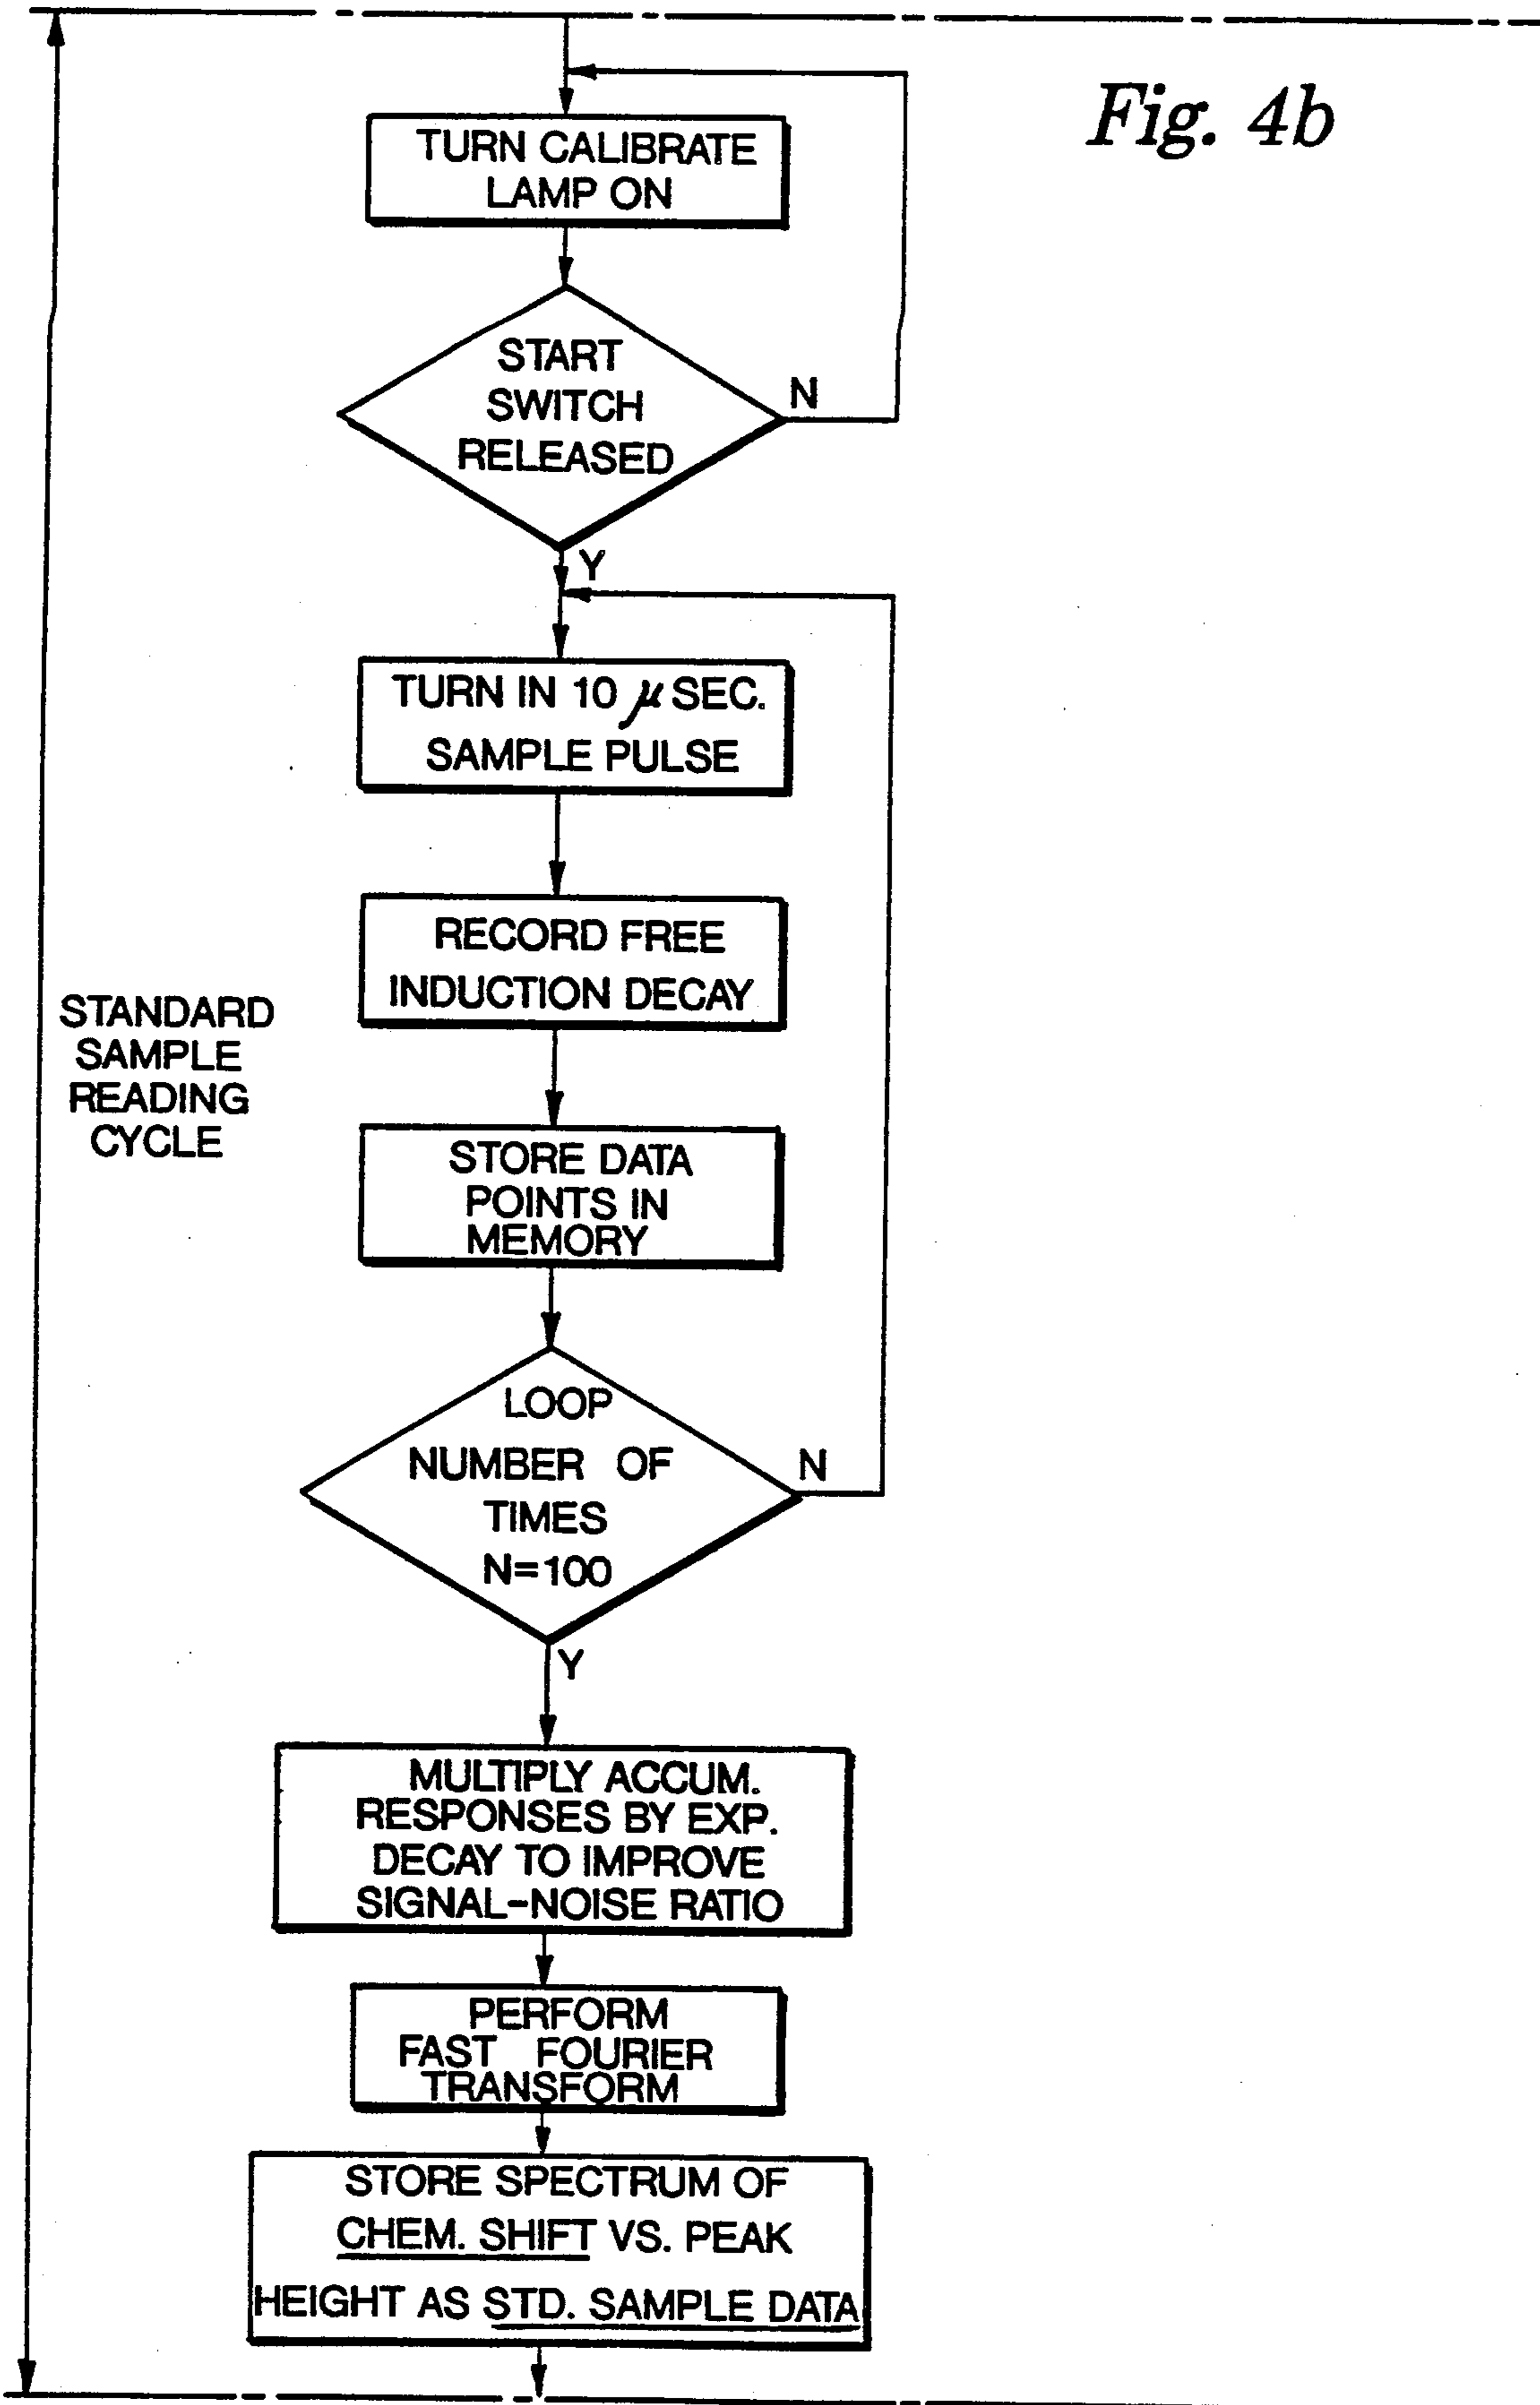 Fig. 4b
TURN CALIBRATE
LAMP ON
START
SWITCH
RELEASED
N
Y
TURN IN 10 μ SEC.
SAMPLE PULSE
RECORD FREE
INDUCTION DECAY
STANDARD
SAMPLE
READING
CYCLE
STORE DATA
POINTS IN
MEMORY
LOOP
NUMBER OF
TIMES
N=100
N
Y
MULTIPLY ACCUM.
RESPONSES BY EXP.
DECAY TO IMPROVE
SIGNAL-NOISE RATIO
PERFORM
FAST FOURIER
TRANSFORM
STORE SPECTRUM OF
CHEM. SHIFT VS. PEAK
HEIGHT AS STD. SAMPLE DATA